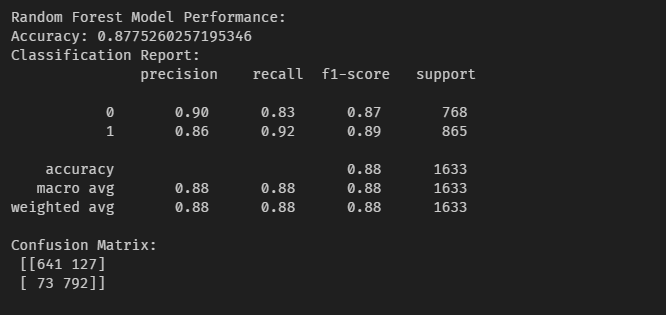 Random Forest Model Performance:
Accuracy: 0.8775260257195346
Classification Report:
              precision    recall  f1-score   support

           0       0.90      0.83      0.87       768
           1       0.86      0.92      0.89       865

    accuracy                           0.88      1633
   macro avg       0.88      0.88      0.88      1633
weighted avg       0.88      0.88      0.88      1633

Confusion Matrix:
 [[641 127]
 [ 73 792]]